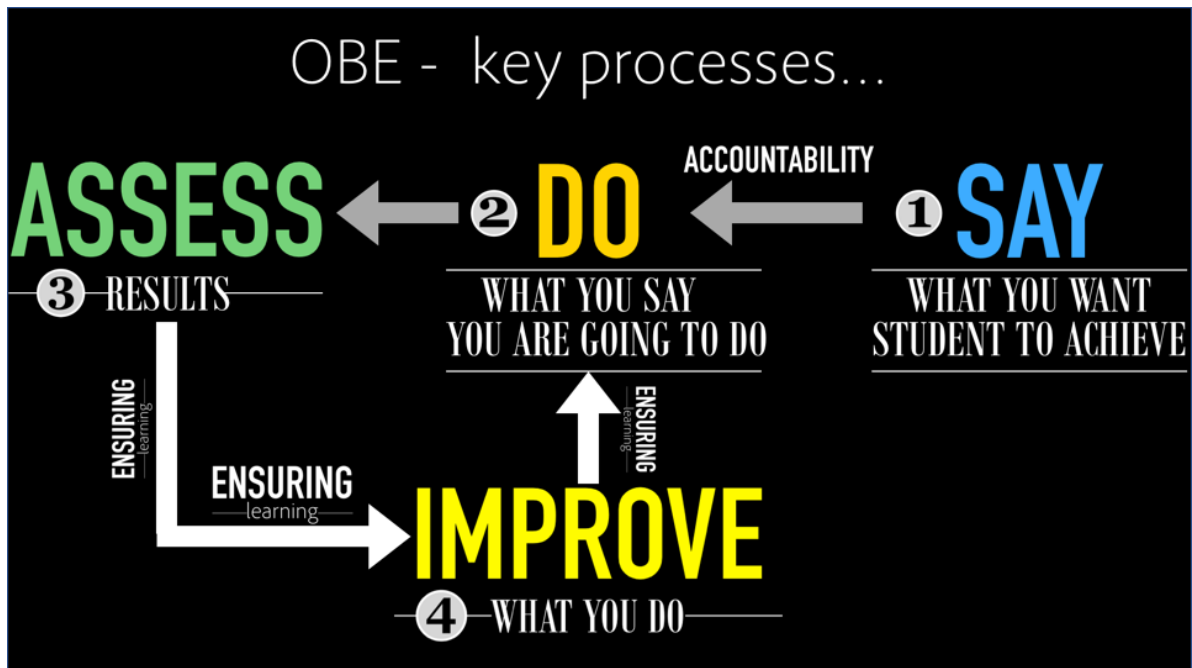 OBE - key processes...
ACCOUNTABILITY
ASSESS
2 DO
1 SAY
3 RESULTS
WHAT YOU SAY
YOU ARE GOING TO DO
WHAT YOU WANT
STUDENT TO ACHIEVE
ENSURING
learning
ENSURING
learning
ENSURING
learning
IMPROVE
4 WHAT YOU DO